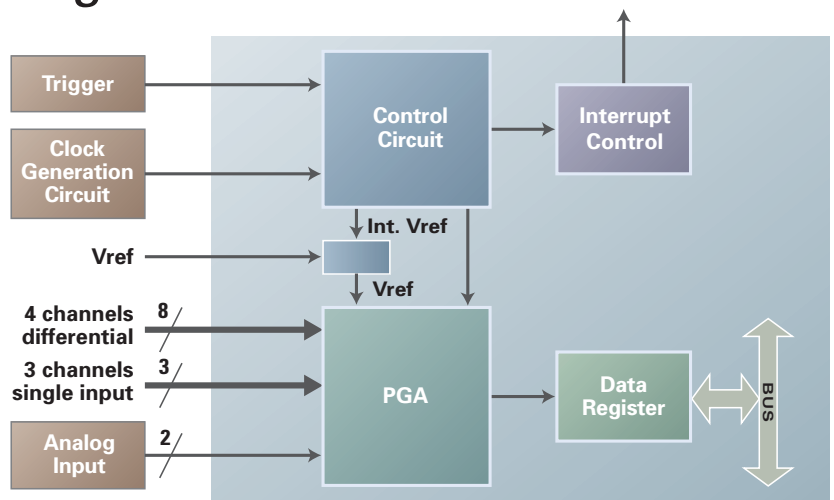 Trigger
Clock
Generation
Circuit
Control
Circuit
Interrupt
Control
Int. Vref
Vref
Vref
4 channels
differential
8
3 channels
single input
3
PGA
Data
Register
BUS
Analog
Input
2